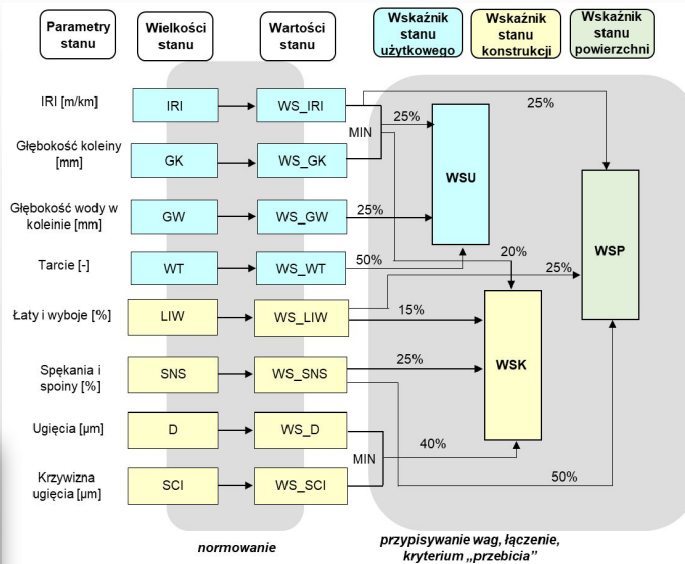 Parametry
stanu
Wielkości
stanu
Wartości
stanu
Wskaźnik
stanu
użytkowego
Wskaźnik
stanu
konstrukcji
Wskaźnik
stanu
powierzchni
IRI [m/km]
IRI
WS_IRI
25%
25%
MIN
Głębokość koleiny
[mm]
GK
WS_GK
WSU
WSP
Głębokość wody w
koleinie [mm]
GW
WS_GW
25%
Tarcie [-]
WT
WS_WT
50%
20%
25%
Łaty i wyboje [%]
LIW
WS_LIW
15%
WSK
Spękania i
spoiny [%]
SNS
WS_SNS
25%
Ugięcia [µm]
D
WS_D
40%
MIN
Krzywizna
ugięcia [µm]
SCI
WS_SCI
50%
normowanie
przypisywanie wag, łączenie,
kryterium „przebicia”